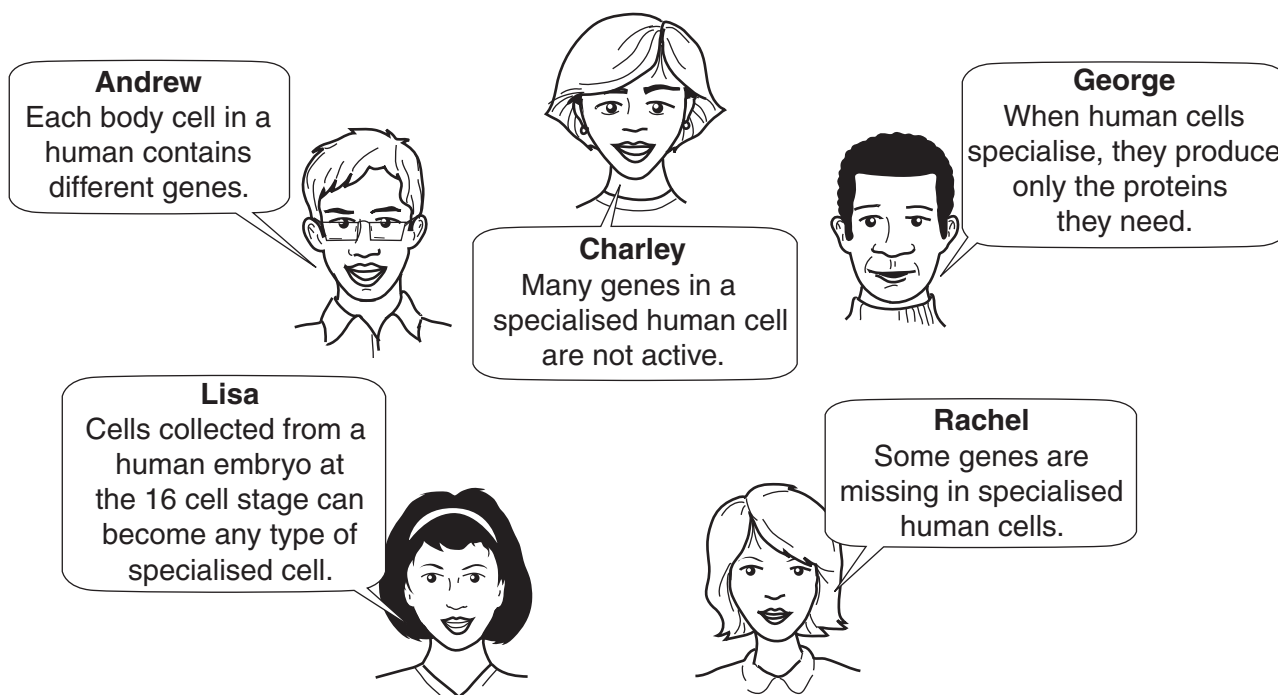 Andrew
Each body cell in a
human contains
different genes.
Charley
Many genes in a
specialised human cell
are not active.
George
When human cells
specialise, they produce
only the proteins
they need.
Lisa
Cells collected from a
human embryo at
the 16 cell stage can
become any type of
specialised cell.
Rachel
Some genes are
missing in specialised
human cells.